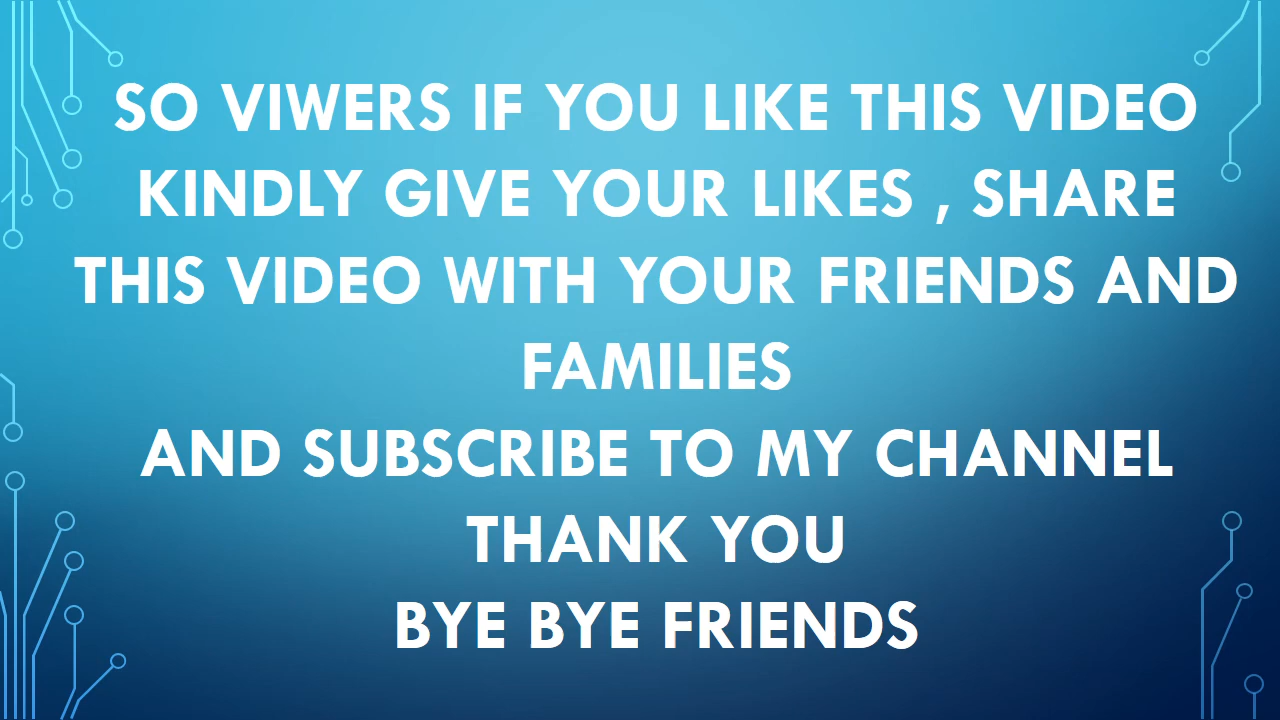 SO VIWERS IF YOU LIKE THIS VIDEO
KINDLY GIVE YOUR LIKES , SHARE
THIS VIDEO WITH YOUR FRIENDS AND
FAMILIES
AND SUBSCRIBE TO MY CHANNEL
THANK YOU
BYE BYE FRIENDS